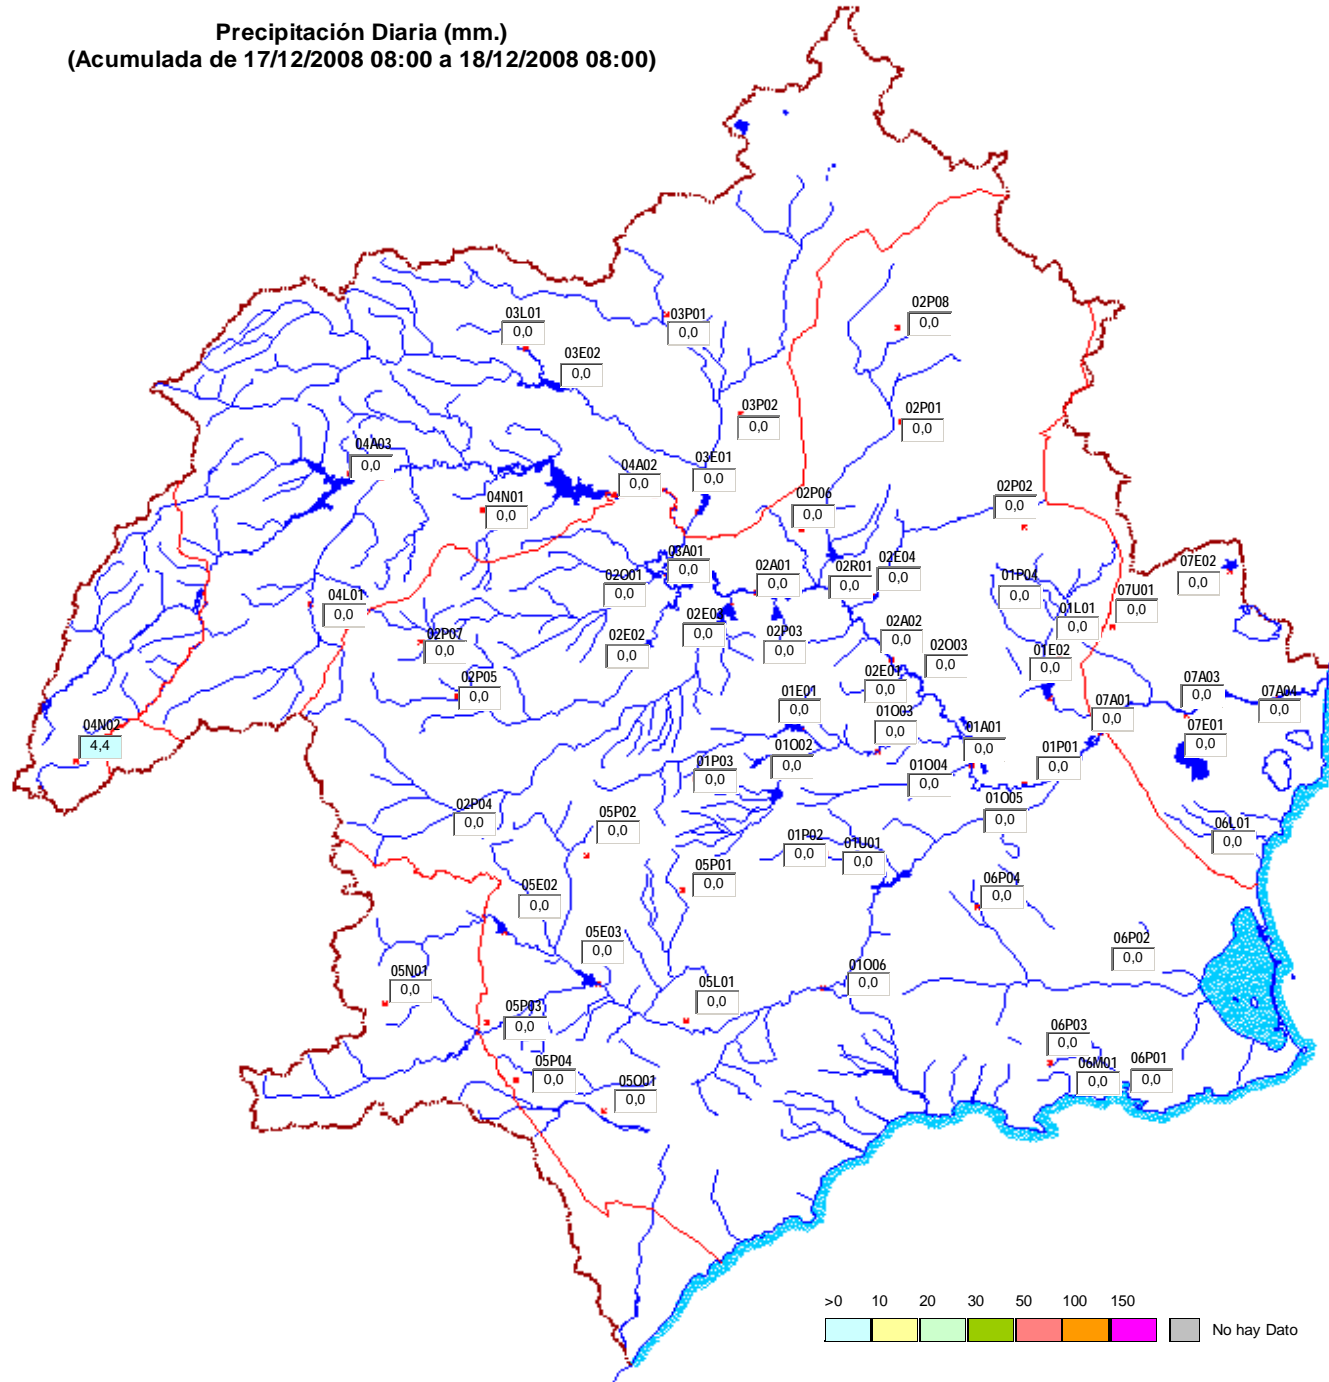 Precipitación Diaria (mm.)
(Acumulada de 17/12/2008 08:00 a 18/12/2008 08:00)
02P08
0,0
03L01
0,0
03P01
0,0
03E02
0,0
03P02
0,0
02P01
0,0
04A03
0,0
04A02
0,0
03E01
0,0
04N01
0,0
02P06
0,0
02P02
0,0
03A01
0,0
02O01
0,0
02A01
0,0
02R01
0,0
02E04
0,0
01P04
0,0
07E02
0,0
07U01
0,0
04L01
0,0
01L01
0,0
02P07
0,0
02E02
0,0
02E03
0,0
02P03
0,0
02A02
0,0
02O03
0,0
01E02
0,0
02P05
0,0
02E01
0,0
01E01
0,0
07A03
0,0
07A04
0,0
07A01
0,0
04N02
4,4
01O03
0,0
01A01
0,0
07E01
0,0
01O02
0,0
01P03
0,0
01O04
0,0
01P01
0,0
02P04
0,0
05P02
0,0
01O05
0,0
06L01
0,0
01P02
0,0
01U01
0,0
05P01
0,0
05E02
0,0
06P04
0,0
05E03
0,0
06P02
0,0
05N01
0,0
05L01
0,0
01O06
0,0
05P03
0,0
06P03
0,0
05P04
0,0
06M01
0,0
06P01
0,0
05O01
0,0
>0 10 20 30 50 100 150
No hay Dato